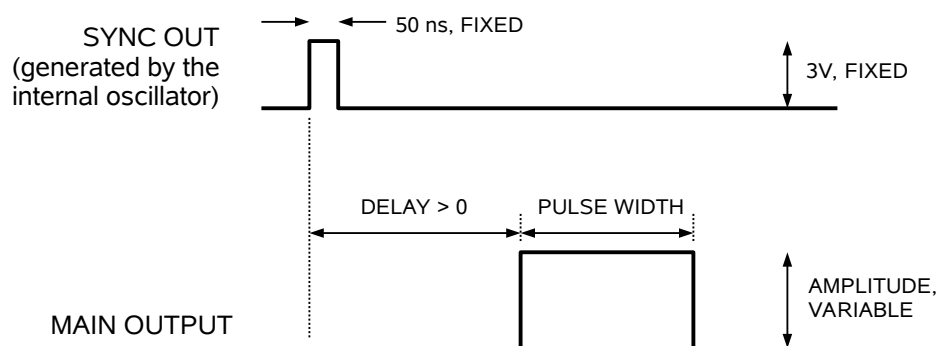 50 ns, FIXED
SYNC OUT
(generated by the
internal oscillator)
3V, FIXED
DELAY > 0
PULSE WIDTH
AMPLITUDE,
VARIABLE
MAIN OUTPUT